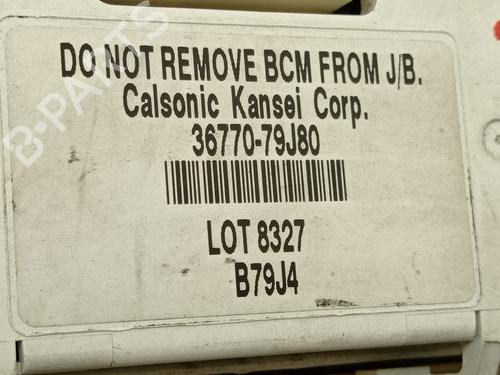 DO NOT REMOVE BCM FROM J/B.
Calsonic Kansei Corp.
36770-79J80
LOT 8327
B79J4
B-PARTS